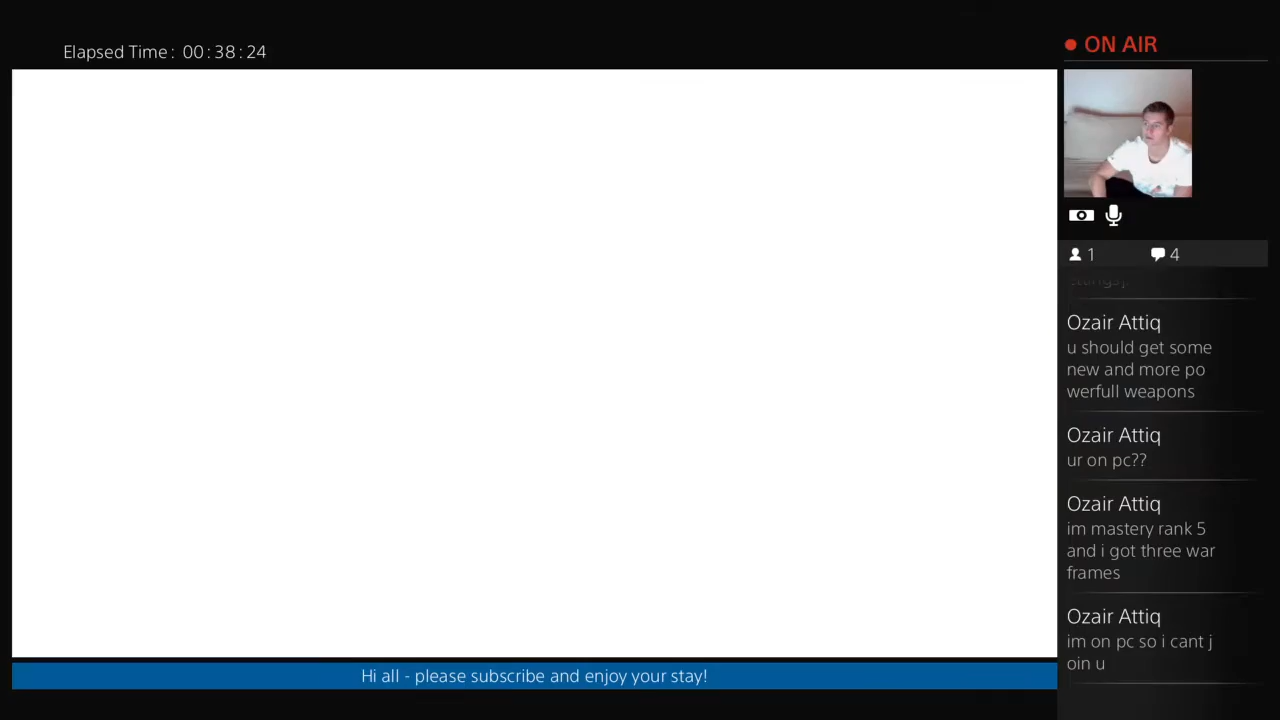 Elapsed Time: 00:38:24
ON AIR
1 4
Ozair Attiq
u should get some
new and more po
werfull weapons
Ozair Attiq
ur on pc??
Ozair Attiq
im mastery rank 5
and i got three war
frames
Ozair Attiq
im on pc so i cant j
oin u
Hi all - please subscribe and enjoy your stay!